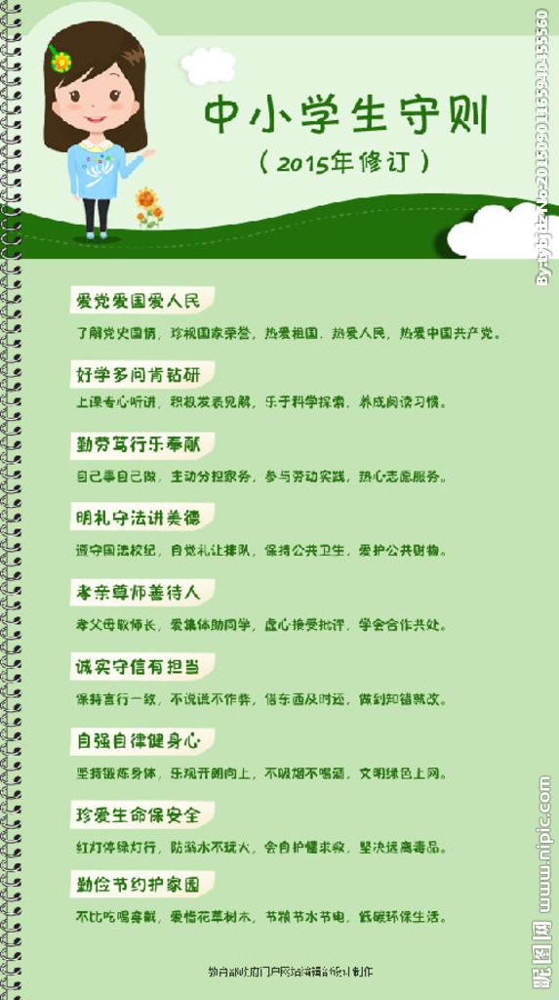 中小学生守则
（2015年修订）
爱党爱国爱人民
了解党史国情，珍视国家荣誉，热爱祖国，热爱人民，热爱中国共产党。
好学多问肯钻研
上课专心听讲，积极发表见解，乐于科学探索，养成阅读习惯。
勤劳笃行乐奉献
自己事自己做，主动分担家务，参与劳动实践，热心志愿服务。
明礼守法讲美德
遵守国法校纪，自觉礼让排队，保持公共卫生，爱护公共财物。
孝亲尊师善待人
孝父母敬师长，爱集体助同学，虚心接受批评，学会合作共处。
诚实守信有担当
保持言行一致，不说谎不作弊，借东西及时还，做到知错就改。
自强自律健身心
坚持锻炼身体，乐观开朗向上，不吸烟不喝酒，文明绿色上网。
珍爱生命保安全
红灯停绿灯行，防溺水不玩火，会自护懂求救，坚决远离毒品。
勤俭节约护家园
不比吃喝穿戴，爱惜花草树木，节粮节水节电，低碳环保生活。
教育部政府门户网站编辑部设计制作
By:tybjdz No:20150901165940455560
昵图网 www.nipic.com